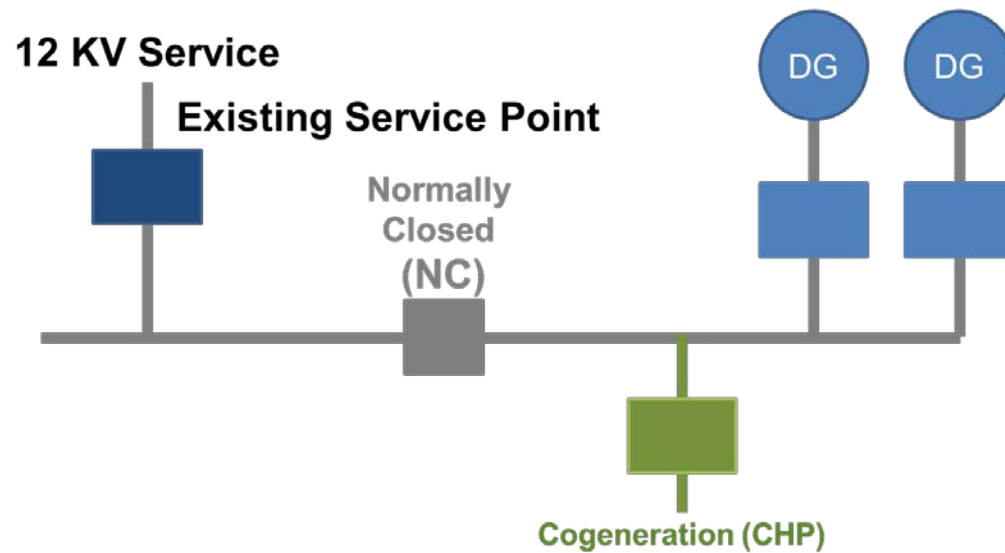 12 KV Service
Existing Service Point
DG
DG
Normally
Closed
(NC)
Cogeneration (CHP)